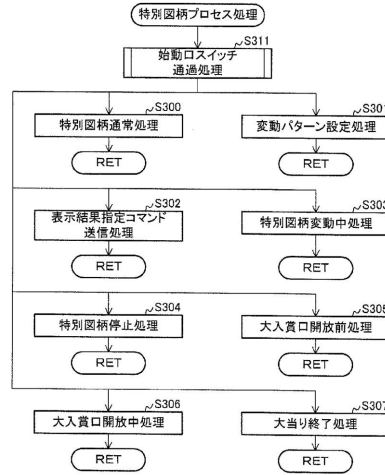 特別図柄プロセス処理
S311
始動口スイッチ
通過処理
S300
特別図柄通常処理
RET
S301
変動パターン設定処理
RET
S302
表示結果指定コマンド
送信処理
RET
S303
特別図柄変動中処理
RET
S304
特別図柄停止処理
RET
S305
大入賞口開放前処理
RET
S306
大入賞口開放中処理
RET
S307
大当り終了処理
RET